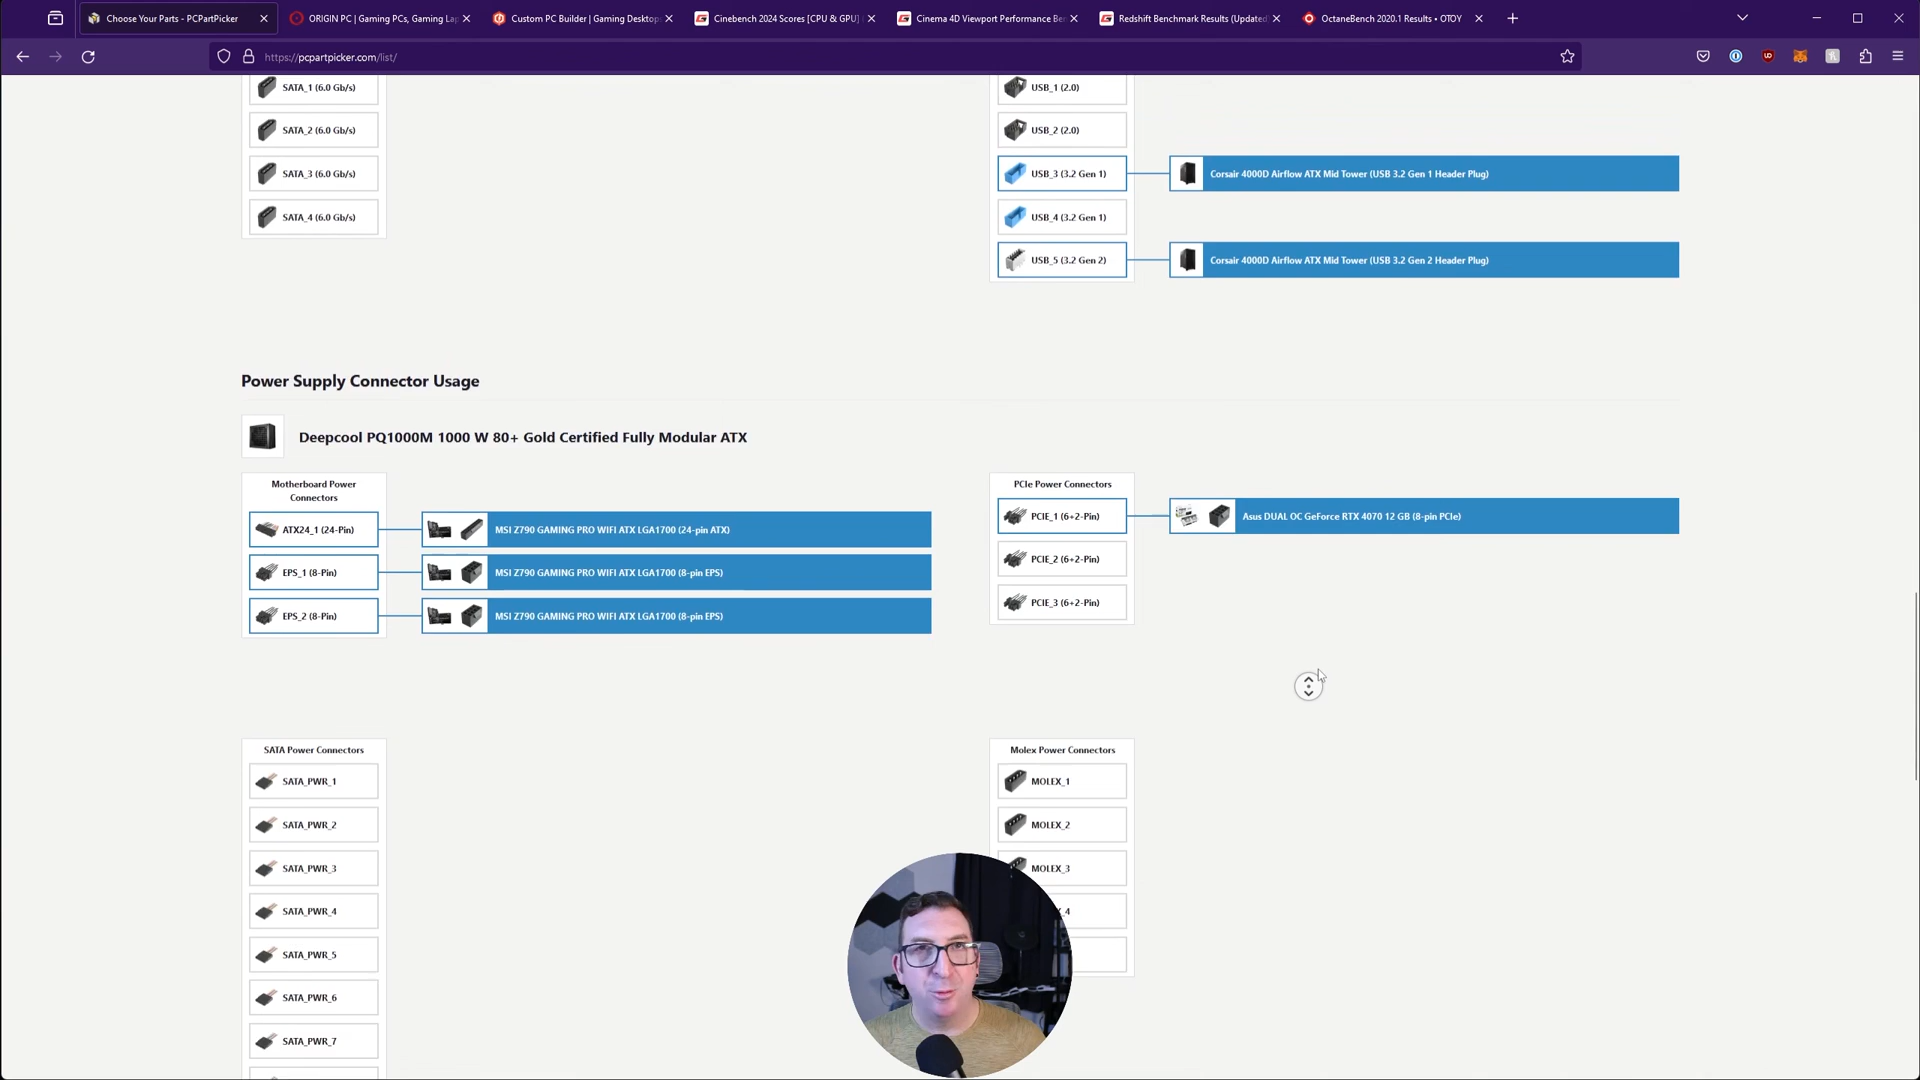 Choose Your Parts - PCPartPicker
ORIGIN PC | Gaming PCs, Gaming La
Custom PC Builder | Gaming Desktop
Cinebench 2024 Scores [CPU & GPU]
Cinema 4D Viewport Performance Be
Redshift Benchmark Results (Updated
OctaneBench 2020.1 Results • OTOY
https://pcpartpicker.com/list/
SATA_1 (6.0 Gb/s)
SATA_2 (6.0 Gb/s)
SATA_3 (6.0 Gb/s)
SATA_4 (6.0 Gb/s)
USB_1 (2.0)
USB_2 (2.0)
USB_3 (3.2 Gen 1)
Corsair 4000D Airflow ATX Mid Tower (USB 3.2 Gen 1 Header Plug)
USB_4 (3.2 Gen 1)
USB_5 (3.2 Gen 2)
Corsair 4000D Airflow ATX Mid Tower (USB 3.2 Gen 2 Header Plug)
Power Supply Connector Usage
Deepcool PQ1000M 1000 W 80+ Gold Certified Fully Modular ATX
Motherboard Power
Connectors
ATX24_1 (24-Pin)
MSI Z790 GAMING PRO WIFI ATX LGA1700 (24-pin ATX)
EPS_1 (8-Pin)
MSI Z790 GAMING PRO WIFI ATX LGA1700 (8-pin EPS)
EPS_2 (8-Pin)
MSI Z790 GAMING PRO WIFI ATX LGA1700 (8-pin EPS)
PCIe Power Connectors
PCIE_1 (6+2-Pin)
Asus DUAL OC GeForce RTX 4070 12 GB (8-pin PCIe)
PCIE_2 (6+2-Pin)
PCIE_3 (6+2-Pin)
SATA Power Connectors
SATA_PWR_1
SATA_PWR_2
SATA_PWR_3
SATA_PWR_4
SATA_PWR_5
SATA_PWR_6
SATA_PWR_7
Molex Power Connectors
MOLEX_1
MOLEX_2
MOLEX_3